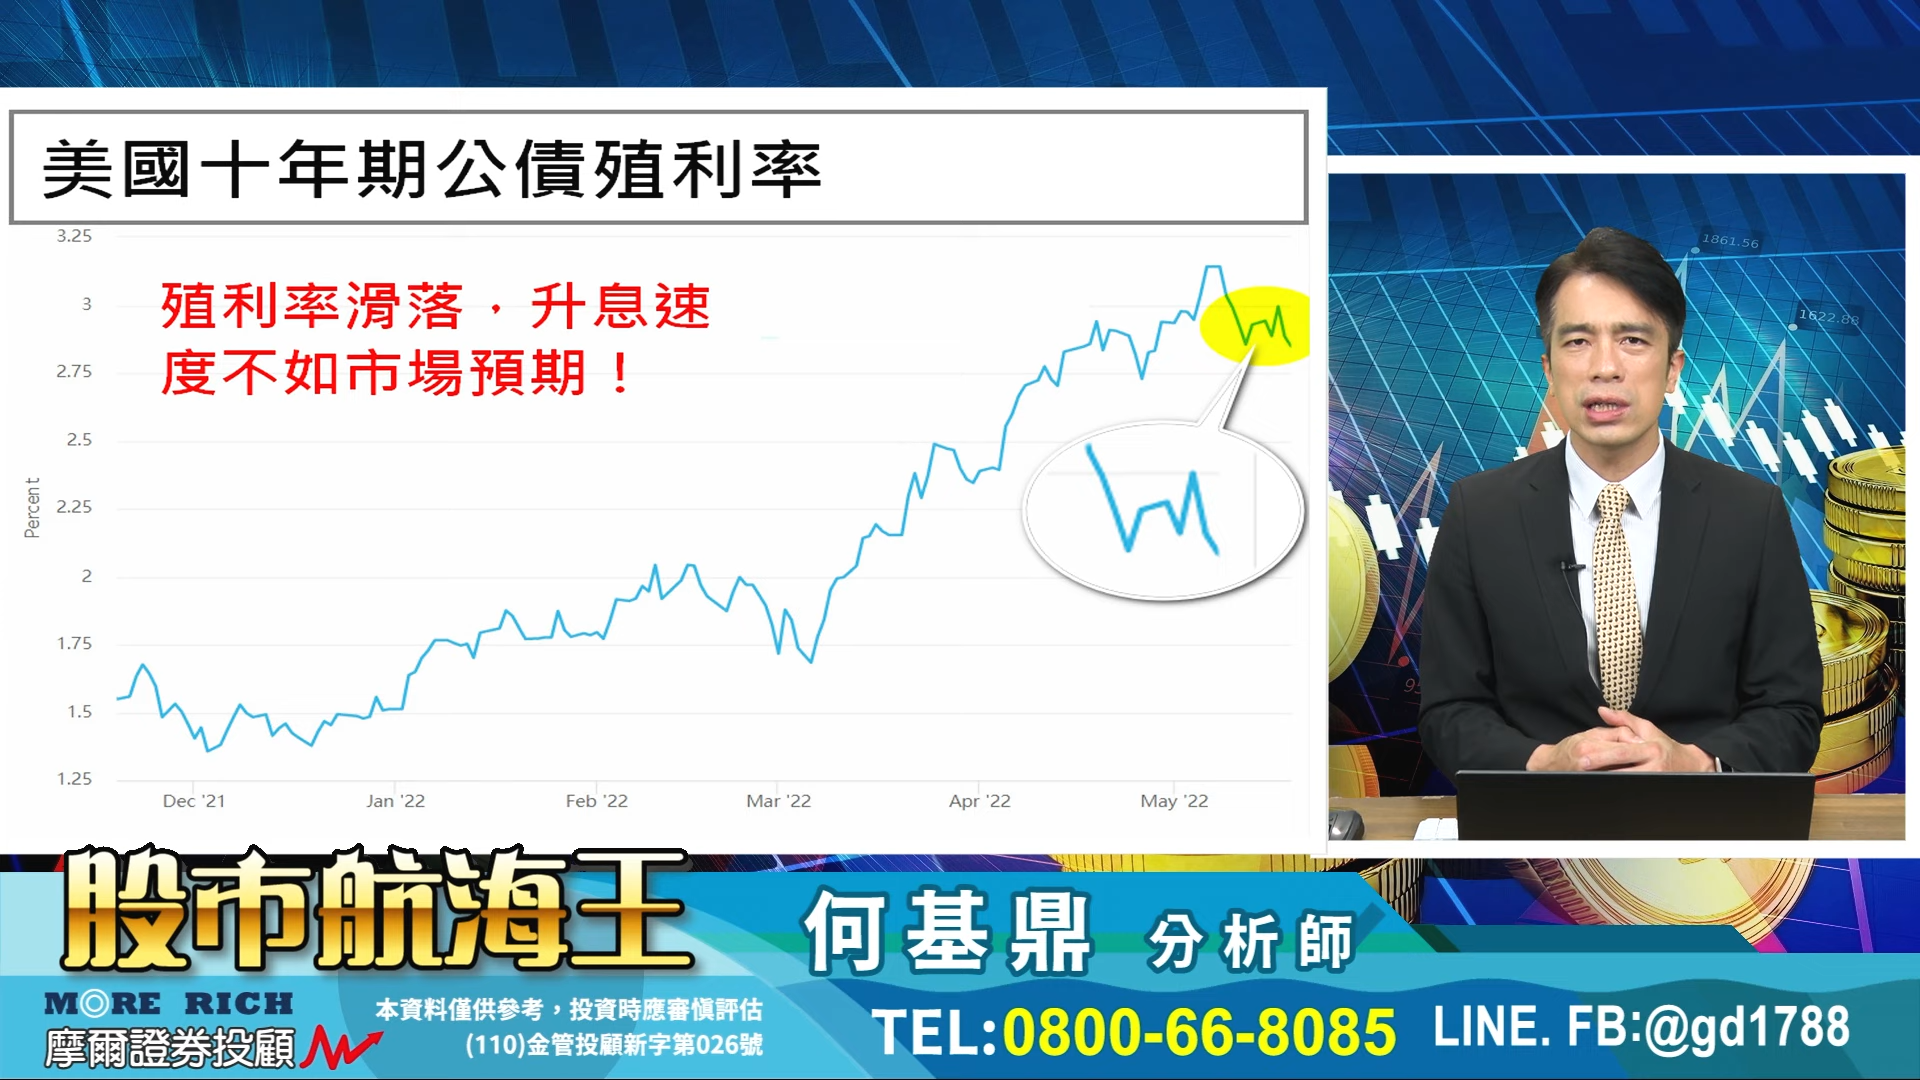 美國十年期公債殖利率
3.25
3
2.75
2.5
2.25
2
1.75
1.5
1.25
Percent
殖利率滑落，升息速
度不如市場預期！
Dec '21
Jan '22
Feb '22
Mar '22
Apr '22
May '22
1861.56
1622.88
股市航海王
何基鼎 分析師
MORE RICH
摩爾證券投顧
本資料僅供參考，投資時應審慎評估
(110)金管投顧新字第026號
TEL:0800-66-8085
LINE. FB:@gd1788